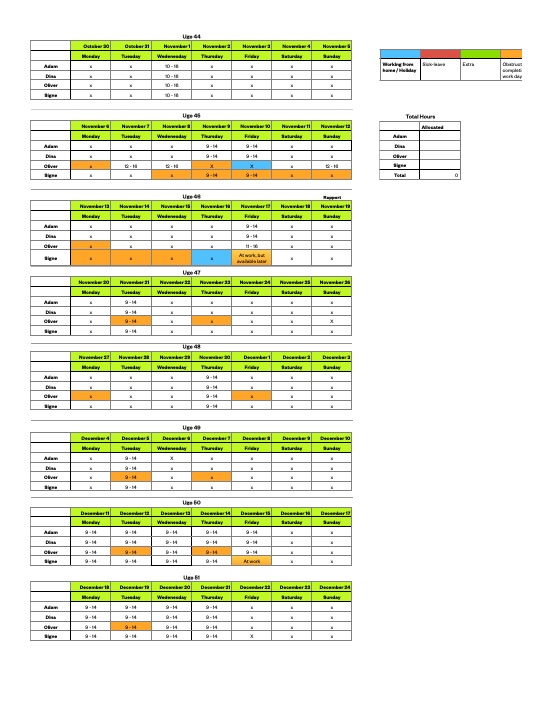 Uge 44
October 30 October 31 November 1 November 2 November 3 November 4 November 5
Monday Tuesday Wednesday Thursday Friday Saturday Sunday
Adam x x 10 - 16 x x x x
Dina x x 10 - 16 x x x x
Oliver x x 10 - 16 x x x x
Signe x x 10 - 16 x x x x
Working from home / Holiday Sick-leave Extra
Uge 45
November 6 November 7 November 8 November 9 November 10 November 11 November 12
Monday Tuesday Wednesday Thursday Friday Saturday Sunday
Adam x x x 9 - 14 9 - 14 x x
Dina x x x 9 - 14 9 - 14 x x
Oliver x 12 - 16 12 - 16 X X x 12 - 16
Signe x x x 9 - 14 9 - 14 x x
Total Hours
Allocated
Adam
Dina
Oliver
Signe
Total 0
Uge 46 Rapport
November 13 November 14 November 15 November 16 November 17 November 18 November 19
Monday Tuesday Wednesday Thursday Friday Saturday Sunday
Adam x x x x 9 - 14 x x
Dina x x x x 9 - 14 x x
Oliver x x x x 11 - 16 x x
Signe x x x x At work, but available later x x
Uge 47
November 20 November 21 November 22 November 23 November 24 November 25 November 26
Monday Tuesday Wednesday Thursday Friday Saturday Sunday
Adam x 9 - 14 x x x x x
Dina x 9 - 14 x x x x x
Oliver x 9 - 14 x x x x X
Signe x 9 - 14 x x x x x
Uge 48
November 27 November 28 November 29 November 30 December 1 December 2 December 3
Monday Tuesday Wednesday Thursday Friday Saturday Sunday
Adam x x x 9 - 14 x x x
Dina x x x 9 - 14 x x x
Oliver x x x 9 - 14 x x x
Signe x x x 9 - 14 x x x
Uge 49
December 4 December 5 December 6 December 7 December 8 December 9 December 10
Monday Tuesday Wednesday Thursday Friday Saturday Sunday
Adam x 9 - 14 X x x x x
Dina x 9 - 14 x x x x x
Oliver x 9 - 14 x x x x x
Signe x 9 - 14 x x x x x
Uge 50
December 11 December 12 December 13 December 14 December 15 December 16 December 17
Monday Tuesday Wednesday Thursday Friday Saturday Sunday
Adam 9 - 14 9 - 14 9 - 14 9 - 14 9 - 14 x x
Dina 9 - 14 9 - 14 9 - 14 9 - 14 9 - 14 x x
Oliver 9 - 14 9 - 14 9 - 14 9 - 14 9 - 14 x x
Signe 9 - 14 9 - 14 9 - 14 9 - 14 At work x x
Uge 51
December 18 December 19 December 20 December 21 December 22 December 23 December 24
Monday Tuesday Wednesday Thursday Friday Saturday Sunday
Adam 9 - 14 9 - 14 9 - 14 9 - 14 x x x
Dina 9 - 14 9 - 14 9 - 14 9 - 14 x x x
Oliver 9 - 14 9 - 14 9 - 14 9 - 14 x x x
Signe 9 - 14 9 - 14 9 - 14 9 - 14 X x x